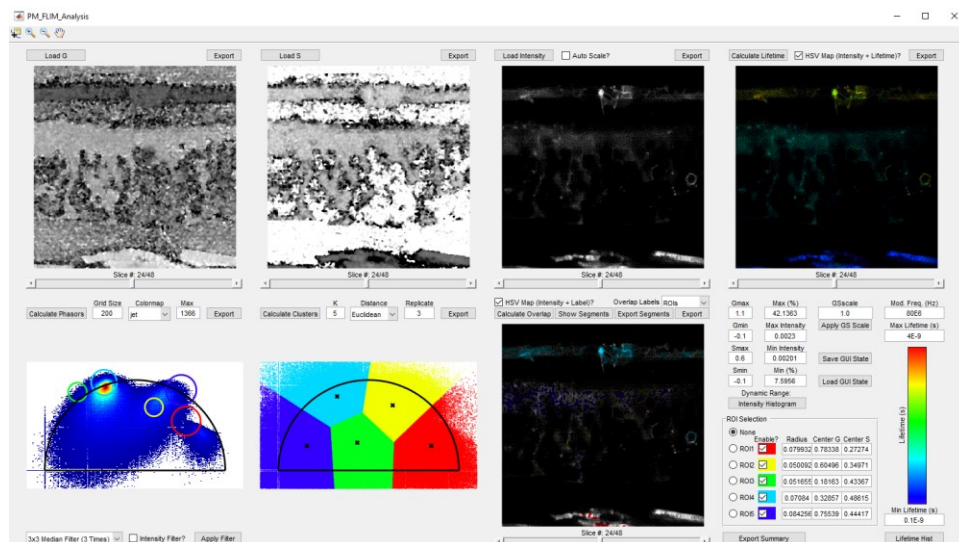 PM_FLIM_Analysis
Load G
Export
Load S
Export
Load Intensity
Auto Scale?
Export
Calculate Lifetime
HSV Map (Intensity + Lifetime)?
Export
Slice #: 24/48
Slice #: 24/48
Slice #: 24/48
Slice #: 24/48
Grid Size
Colormap
Max
Calculate Phasors
200
jet
1366
Export
K
Distance
Replicate
Calculate Clusters
5
Euclidean
3
Export
HSV Map (Intensity + Label)?
Overlap Labels
ROIs
Calculate Overlap
Show Segments
Export Segments
Export
Slice #: 24/48
Gmax
Max (%)
GSscale
Mod. Freq. (Hz)
1.1
42.1363
1.0
80E6
Gmin
Max Intensity
Apply GS Scale
Max Lifetime (s)
-0.1
0.0023
4E-9
Smax
Min Intensity
0.6
0.00201
Save GUI State
Smin
Min (%)
-0.1
7.5956
Load GUI State
Dynamic Range:
Intensity Histogram
ROI Selection
None
Enable?
Radius
Center G
Center S
ROI1
0.079932
0.78338
0.27274
ROI2
0.050092
0.60496
0.34971
ROI3
0.051655
0.18163
0.43367
ROI4
0.07084
0.32857
0.48615
ROI5
0.084256
0.75539
0.44417
Lifetime (s)
Min Lifetime (s)
0.1E-9
3x3 Median Filter (3 Times)
Intensity Filter?
Apply Filter
Export Summary
Lifetime Hist